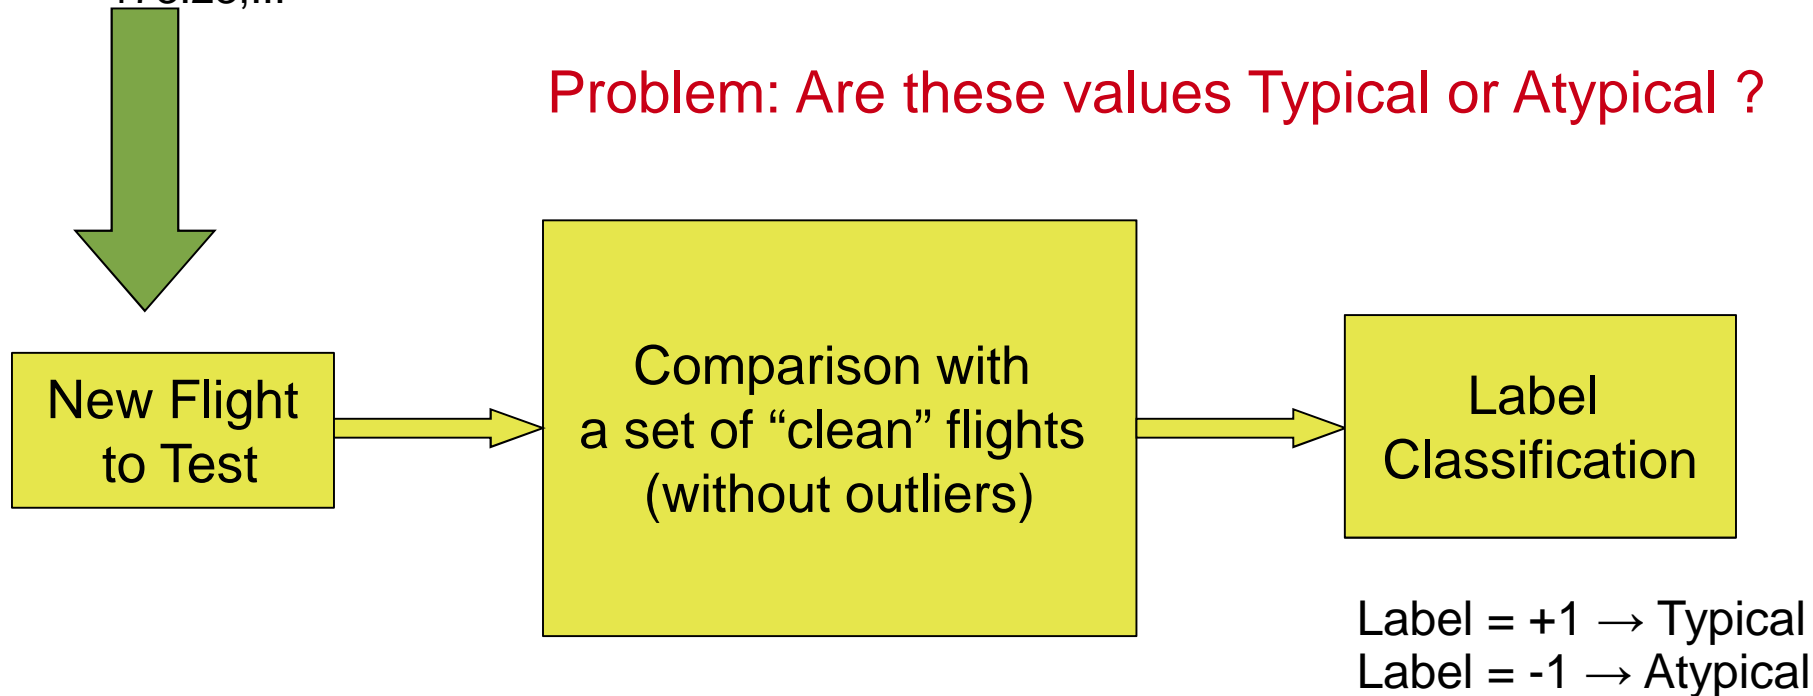 Problem: Are these values Typical or Atypical ?
New Flight
to Test
Comparison with
a set of “clean” flights
(without outliers)
Label
Classification
Label = +1 → Typical
Label = -1 → Atypical